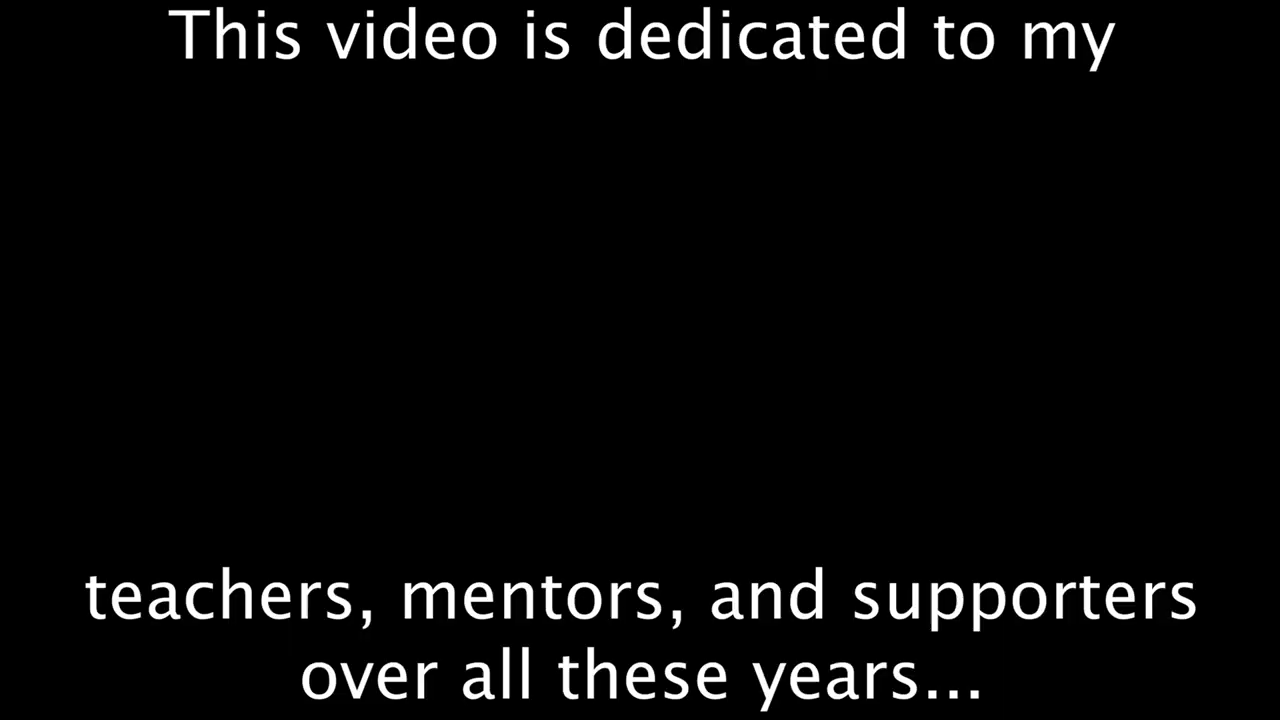 This video is dedicated to my
teachers, mentors, and supporters
over all these years...